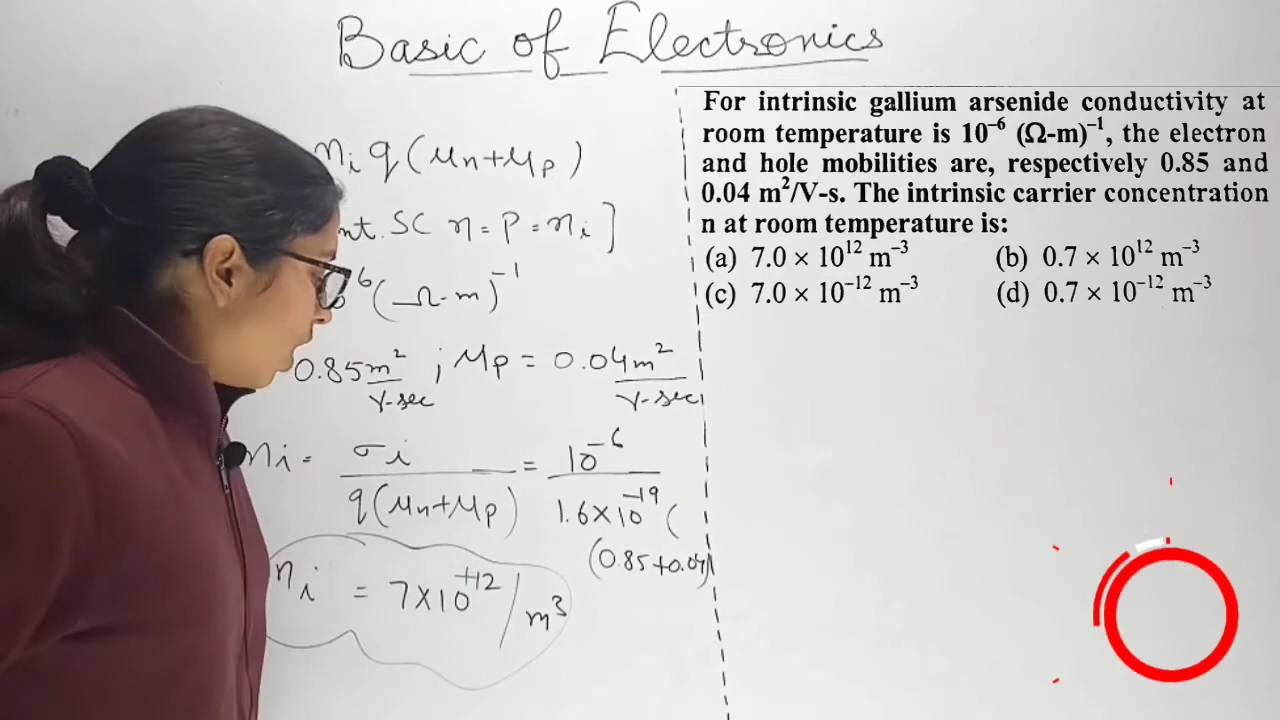 Basic of Electronics
ni q (μn+μp)
nt. SC n = P = ni ]
6 (Ω-m)⁻¹
0.85 m²/V-sec ; μp = 0.04 m²/V-sec
ni = σi / q(μn+μp) = 10⁻⁶ / 1.6×10⁻¹⁹ (
(0.85+0.04)
ni = 7×10⁺¹² / m³
For intrinsic gallium arsenide conductivity at
room temperature is 10⁻⁶ (Ω-m)⁻¹, the electron
and hole mobilities are, respectively 0.85 and
0.04 m²/V-s. The intrinsic carrier concentration
n at room temperature is:
(a) 7.0 × 10¹² m⁻³ (b) 0.7 × 10¹² m⁻³
(c) 7.0 × 10⁻¹² m⁻³ (d) 0.7 × 10⁻¹² m⁻³